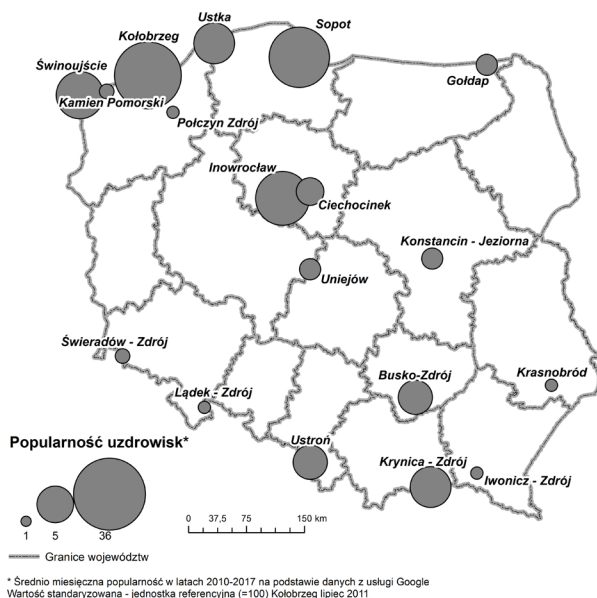 Ustka
Sopot
Kołobrzeg
Świnoujście
Gołdap
Kamien Pomorski
Połczyn Zdrój
Inowrocław
Ciechocinek
Konstancin - Jeziorna
Uniejów
Świeradów - Zdrój
Busko-Zdrój
Krasnobród
Lądek - Zdrój
Ustroń
Krynica - Zdrój
Iwonicz - Zdrój
Popularność uzdrowisk*
1 5 36
0 37,5 75 150 km
Granice województw
* Średnio miesięczna popularność w latach 2010-2017 na podstawie danych z usługi Google
Wartość standaryzowana - jednostka referencyjna (=100) Kołobrzeg lipiec 2011